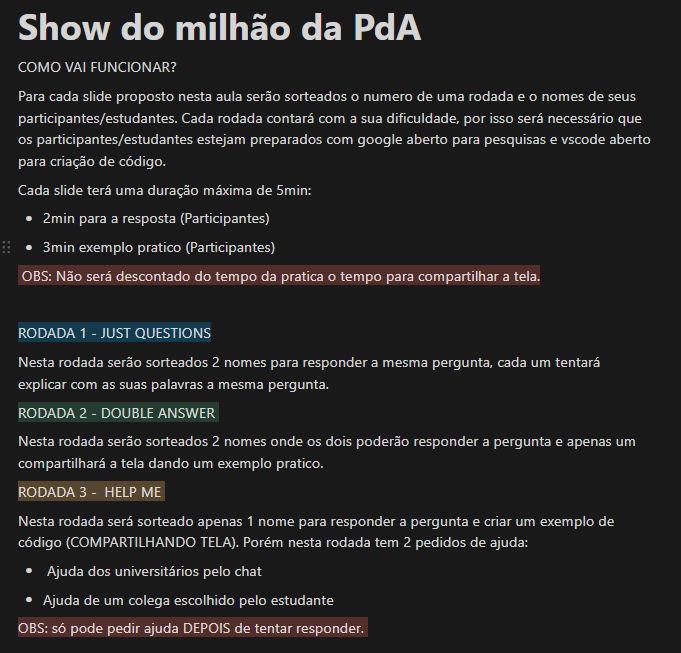 Show do milhão da PdA
COMO VAI FUNCIONAR?
Para cada slide proposto nesta aula serão sorteados o numero de uma rodada e o nomes de seus
participantes/estudantes. Cada rodada contará com a sua dificuldade, por isso será necessário que
os participantes/estudantes estejam preparados com google aberto para pesquisas e vscode aberto
para criação de código.
Cada slide terá uma duração máxima de 5min:
• 2min para a resposta (Participantes)
• 3min exemplo pratico (Participantes)
OBS: Não será descontado do tempo da pratica o tempo para compartilhar a tela.
RODADA 1 - JUST QUESTIONS
Nesta rodada serão sorteados 2 nomes para responder a mesma pergunta, cada um tentará
explicar com as suas palavras a mesma pergunta.
RODADA 2 - DOUBLE ANSWER
Nesta rodada serão sorteados 2 nomes onde os dois poderão responder a pergunta e apenas um
compartilhará a tela dando um exemplo pratico.
RODADA 3 - HELP ME
Nesta rodada será sorteado apenas 1 nome para responder a pergunta e criar um exemplo de
código (COMPARTILHANDO TELA). Porém nesta rodada tem 2 pedidos de ajuda:
• Ajuda dos universitários pelo chat
• Ajuda de um colega escolhido pelo estudante
OBS: só pode pedir ajuda DEPOIS de tentar responder.